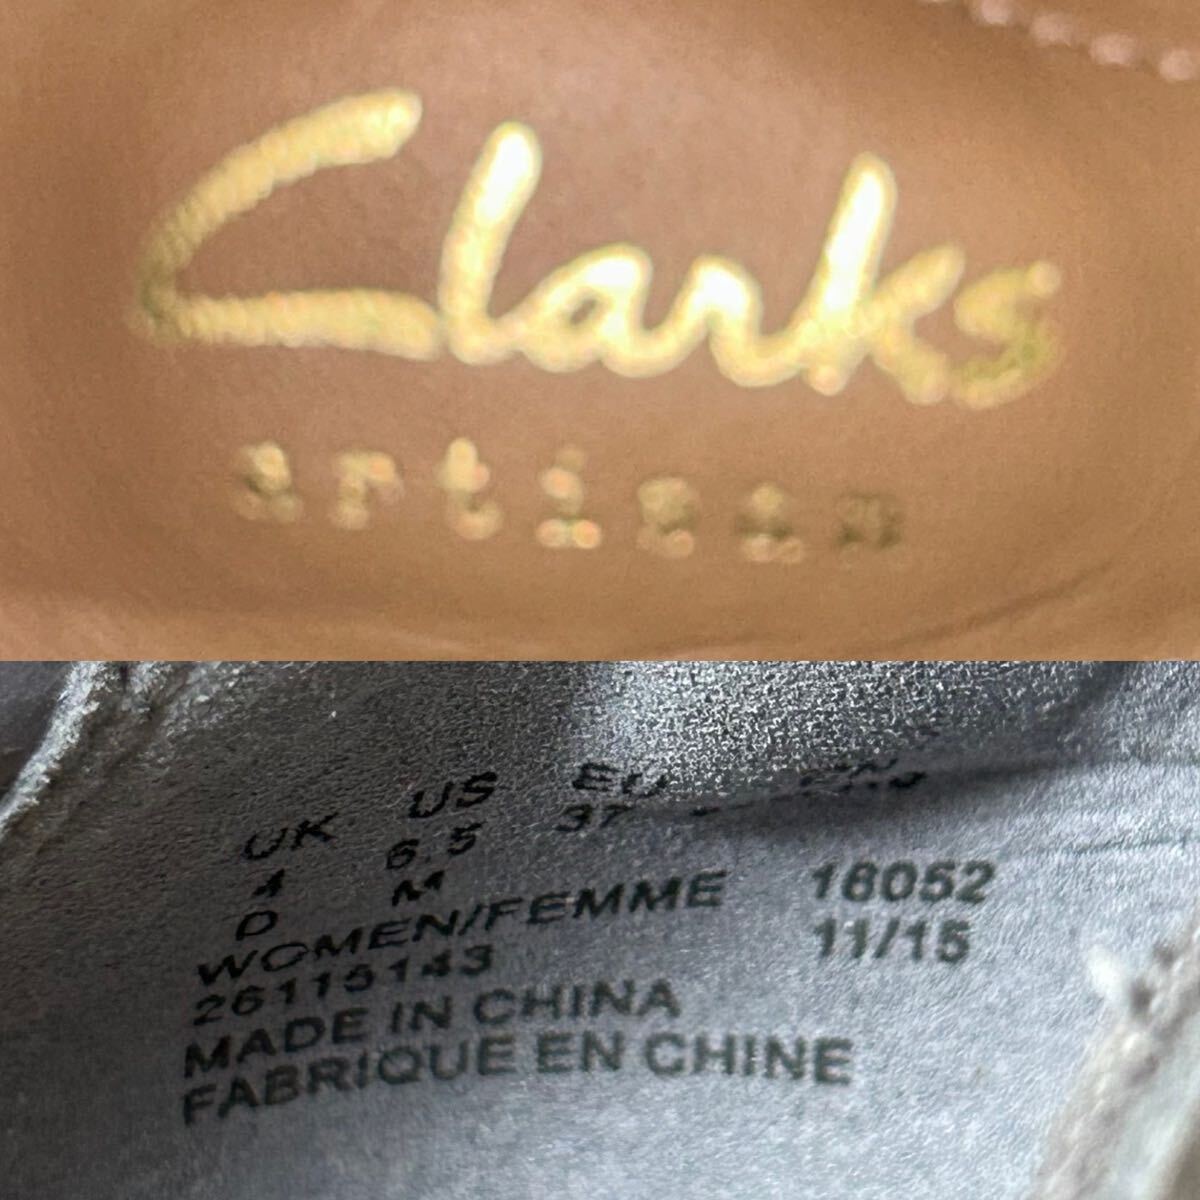 Clarks
artisan
UK US EU
4 6.5 37
D M
WOMEN/FEMME 18052
26115143 11/15
MADE IN CHINA
FABRIQUE EN CHINE